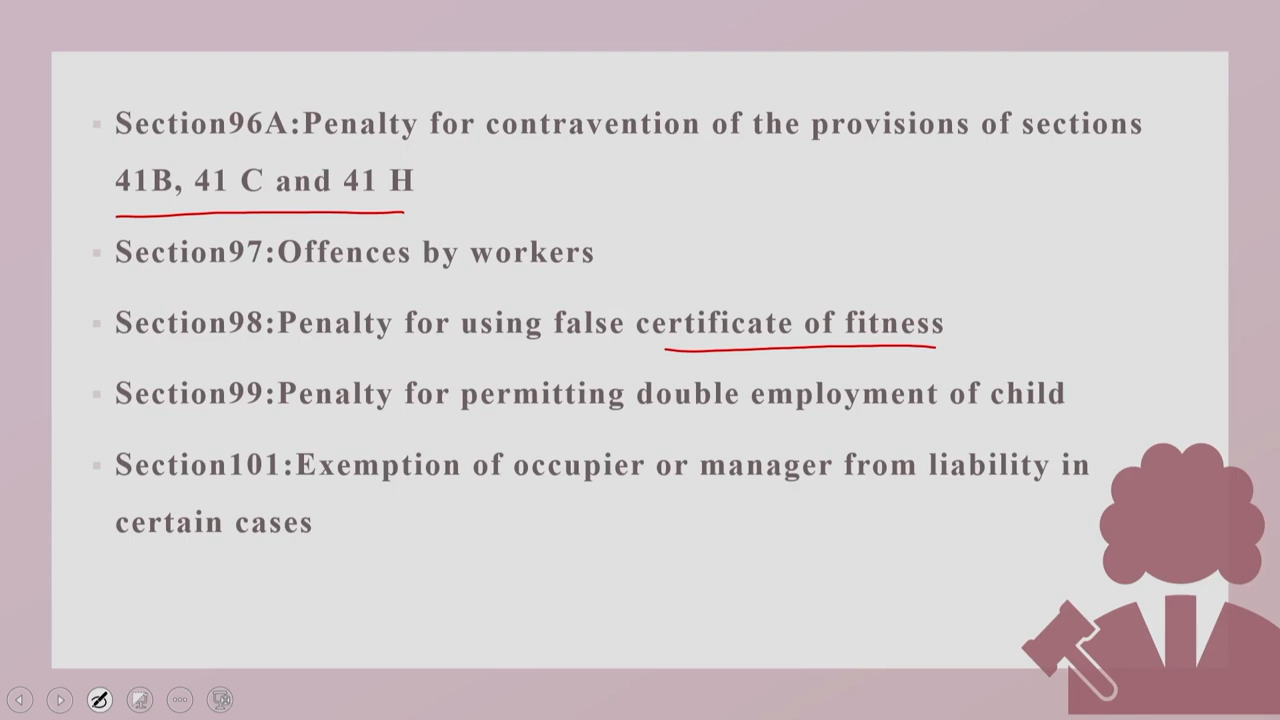 Section96A:Penalty for contravention of the provisions of sections
41B, 41 C and 41 H
Section97:Offences by workers
Section98:Penalty for using false certificate of fitness
Section99:Penalty for permitting double employment of child
Section101:Exemption of occupier or manager from liability in
certain cases